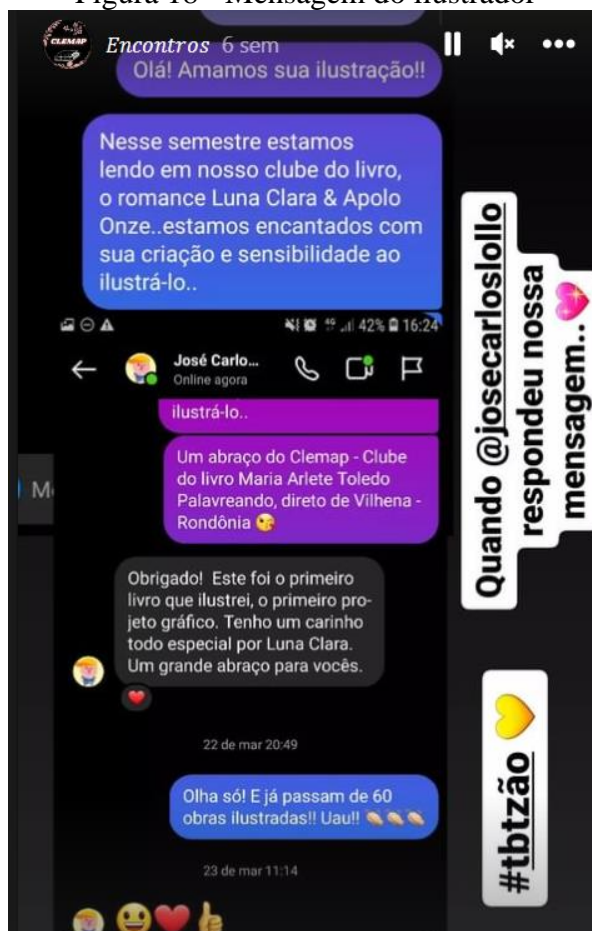 Figura 18 - Mensagem do ilustrador
CLEMAP
Encontros 6 sem
Olá! Amamos sua ilustração!!
Nesse semestre estamos
lendo em nosso clube do livro,
o romance Luna Clara & Apolo
Onze..estamos encantados com
sua criação e sensibilidade ao
ilustrá-lo..
42% 16:24
José Carlo...
Online agora
ilustrá-lo..
Um abraço do Clemap - Clube
do livro Maria Arlete Toledo
Palavreando, direto de Vilhena -
Rondônia 😘
Obrigado! Este foi o primeiro
livro que ilustrei, o primeiro pro-
jeto gráfico. Tenho um carinho
todo especial por Luna Clara.
Um grande abraço para vocês.
❤️
22 de mar 20:49
Olha só! E já passam de 60
obras ilustradas!! Uau!! 👏👏👏
23 de mar 11:14
😃❤️👍
Quando @josecarloslollo
respondeu nossa
mensagem..💖
#tbtzão 💛